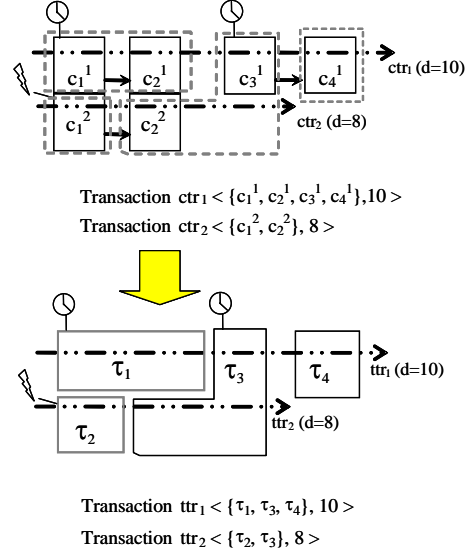 c₁¹ c₂¹ c₃¹ c₄¹ ctr₁ (d=10)
c₁² c₂² ctr₂ (d=8)
Transaction ctr₁ < {c₁¹, c₂¹, c₃¹, c₄¹},10 >
Transaction ctr₂ < {c₁², c₂²}, 8 >
τ₁ τ₃ τ₄ ttr₁ (d=10)
τ₂ ttr₂ (d=8)
Transaction ttr₁ < {τ₁, τ₃, τ₄}, 10 >
Transaction ttr₂ < {τ₂, τ₃}, 8 >